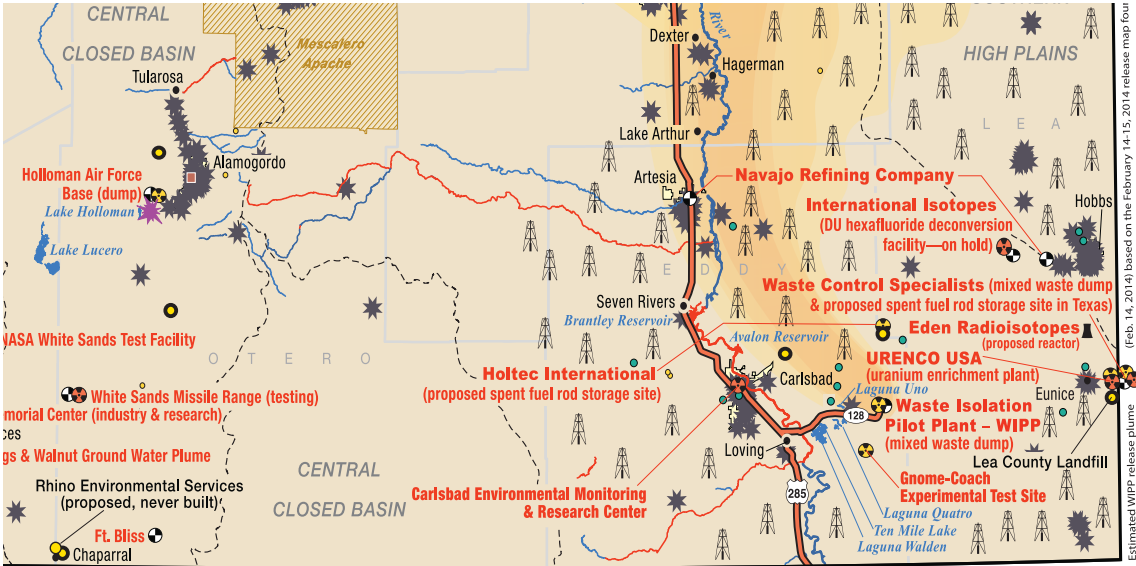 CENTRAL
CLOSED BASIN
Mescalero
Apache
Tularosa
Alamogordo
Holloman Air Force
Base (dump)
Lake Holloman
Lake Lucero
NASA White Sands Test Facility
OTERO
White Sands Missile Range (testing)
morial Center (industry & research)
ces
gs & Walnut Ground Water Plume
Rhino Environmental Services
(proposed, never built)
Ft. Bliss
Chaparral
CENTRAL
CLOSED BASIN
River
Dexter
Hagerman
Lake Arthur
Artesia
Navajo Refining Company
HIGH PLAINS
LEA
International Isotopes
(DU hexafluoride deconversion
facility—on hold)
Hobbs
EDDY
Waste Control Specialists (mixed waste dump
& proposed spent fuel rod storage site in Texas)
Seven Rivers
Brantley Reservoir
Avalon Reservoir
Eden Radioisotopes
(proposed reactor)
URENCO USA
(uranium enrichment plant)
Holtec International
(proposed spent fuel rod storage site)
Carlsbad
Laguna Uno
Eunice
128
Waste Isolation
Pilot Plant – WIPP
(mixed waste dump)
Loving
Lea County Landfill
Gnome-Coach
Experimental Test Site
Carlsbad Environmental Monitoring
& Research Center
285
Laguna Quatro
Ten Mile Lake
Laguna Walden
Estimated WIPP release plume (Feb. 14, 2014) based on the February 14-15, 2014 release map four